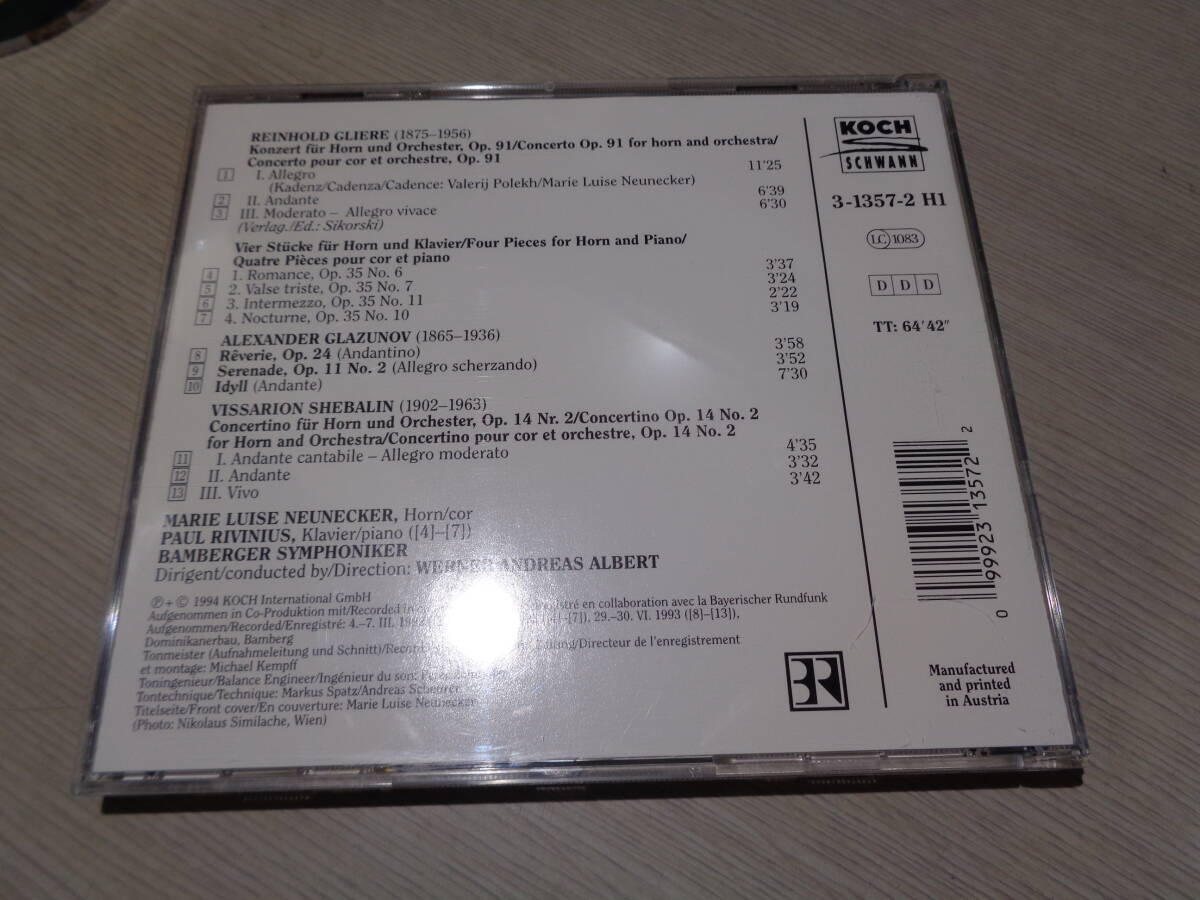 REINHOLD GLIERE (1875–1956)
Konzert für Horn und Orchester, Op. 91/Concerto Op. 91 for horn and orchestra/
Concerto pour cor et orchestre, Op. 91
1 I. Allegro 11'25
(Kadenz/Cadenza/Cadence: Valerij Polekh/Marie Luise Neunecker)
2 II. Andante 6'39
3 III. Moderato – Allegro vivace 6'30
(Verlag./Ed.: Sikorski)
Vier Stücke für Horn und Klavier/Four Pieces for Horn and Piano/
Quatre Pièces pour cor et piano
4 1. Romance, Op. 35 No. 6 3'37
5 2. Valse triste, Op. 35 No. 7 3'24
6 3. Intermezzo, Op. 35 No. 11 2'22
7 4. Nocturne, Op. 35 No. 10 3'19
ALEXANDER GLAZUNOV (1865–1936)
8 Rêverie, Op. 24 (Andantino) 3'58
9 Serenade, Op. 11 No. 2 (Allegro scherzando) 3'52
10 Idyll (Andante) 7'30
VISSARION SHEBALIN (1902–1963)
Concertino für Horn und Orchester, Op. 14 Nr. 2/Concertino Op. 14 No. 2
for Horn and Orchestra/Concertino pour cor et orchestre, Op. 14 No. 2
11 I. Andante cantabile – Allegro moderato 4'35
12 II. Andante 3'32
13 III. Vivo 3'42
MARIE LUISE NEUNECKER, Horn/cor
PAUL RIVINIUS, Klavier/piano ([4]–[7])
BAMBERGER SYMPHONIKER
Dirigent/conducted by/Direction: WERNER ANDREAS ALBERT
℗ + © 1994 KOCH International GmbH
Aufgenommen in Co-Produktion mit/Recorded in en collaboration avec la Bayerischer Rundfunk
Aufgenommen/Recorded/Enregistré: 4.–7. III. –[7]), 29.–30. VI. 1993 ([8]–[13]),
Dominikanerbau, Bamberg
Tonmeister (Aufnahmeleitung und Schnitt)/ /Directeur de l'enregistrement
et montage: Michael Kempff
Toningenieur/Balance Engineer/Ingénieur du son:
Tontechnique/Technique: Markus Spatz/Andreas
Titelseite/Front cover/En couverture: Marie Luise Neunecker
(Photo: Nikolaus Similache, Wien)
BR
KOCH
SCHWANN
3-1357-2 H1
LC 1083
D D D
TT: 64'42"
0 99923 13572 2
Manufactured
and printed
in Austria